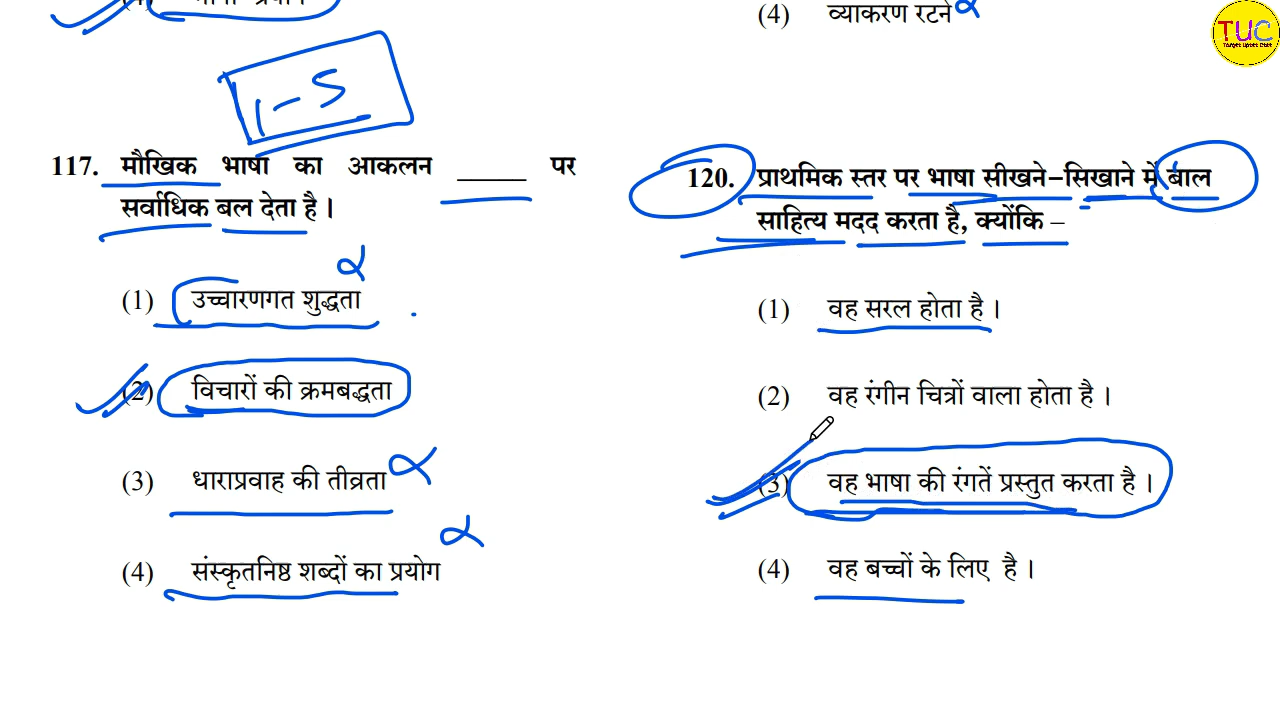 1-5
117. मौखिक भाषा का आकलन _____ पर
सर्वाधिक बल देता है।
(1) उच्चारणगत शुद्धता
(2) विचारों की क्रमबद्धता
(3) धाराप्रवाह की तीव्रता
(4) संस्कृतनिष्ठ शब्दों का प्रयोग
(4) व्याकरण रटने
TUC
120. प्राथमिक स्तर पर भाषा सीखने-सिखाने में बाल
साहित्य मदद करता है, क्योंकि –
(1) वह सरल होता है।
(2) वह रंगीन चित्रों वाला होता है।
(3) वह भाषा की रंगतें प्रस्तुत करता है।
(4) वह बच्चों के लिए है।